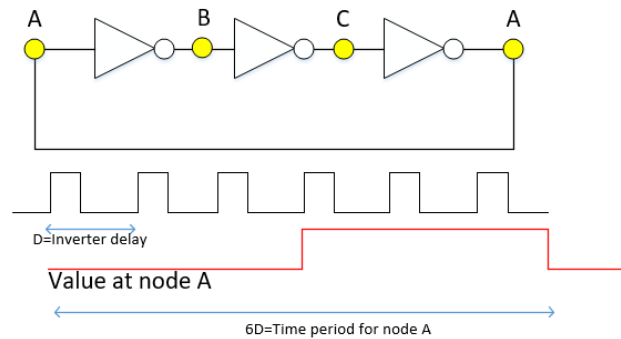 A B C A
D=Inverter delay
Value at node A
6D=Time period for node A